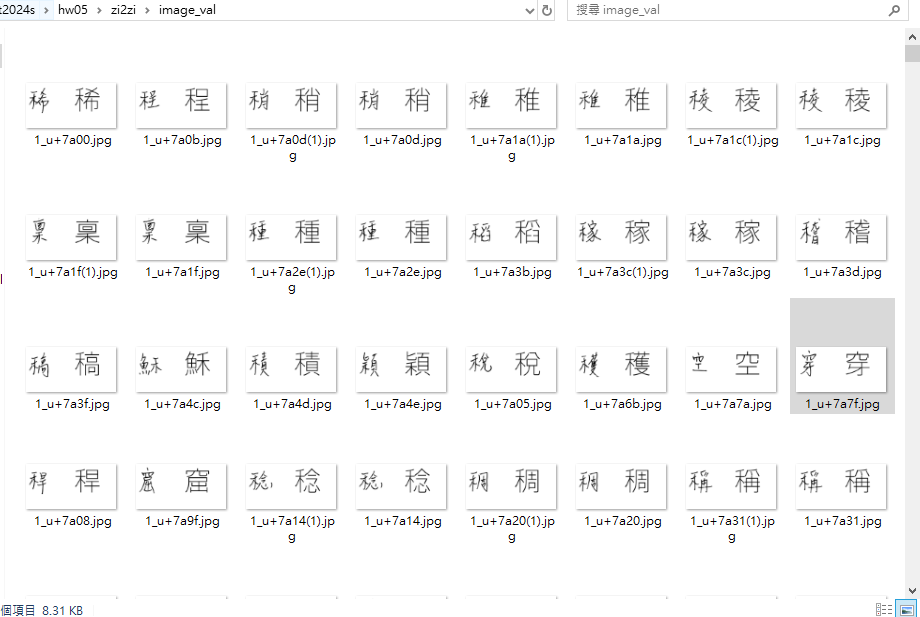 t2024s › hw05 › zi2zi › image_val
搜尋 image_val
稀 稀 程 程 稍 稍 稍 稍 稚 稚 稚 稚 稜 稜 稜 稜
1_u+7a00.jpg 1_u+7a0b.jpg 1_u+7a0d(1).jp 1_u+7a0d.jpg 1_u+7a1a(1).jp 1_u+7a1a.jpg 1_u+7a1c(1).jpg 1_u+7a1c.jpg
g g
稟 稟 稟 稟 種 種 種 種 稻 稻 稼 稼 稼 稼 稽 稽
1_u+7a1f(1).jpg 1_u+7a1f.jpg 1_u+7a2e(1).jp 1_u+7a2e.jpg 1_u+7a3b.jpg 1_u+7a3c(1).jpg 1_u+7a3c.jpg 1_u+7a3d.jpg
g
稿 稿 穌 穌 積 積 穎 穎 稅 稅 穫 穫 空 空 穿 穿
1_u+7a3f.jpg 1_u+7a4c.jpg 1_u+7a4d.jpg 1_u+7a4e.jpg 1_u+7a05.jpg 1_u+7a6b.jpg 1_u+7a7a.jpg 1_u+7a7f.jpg
稈 稈 窟 窟 稔 稔 稔 稔 稠 稠 稠 稠 稱 稱 稱 稱
1_u+7a08.jpg 1_u+7a9f.jpg 1_u+7a14(1).jp 1_u+7a14.jpg 1_u+7a20(1).jp 1_u+7a20.jpg 1_u+7a31(1).jp 1_u+7a31.jpg
g g g
個項目 8.31 KB